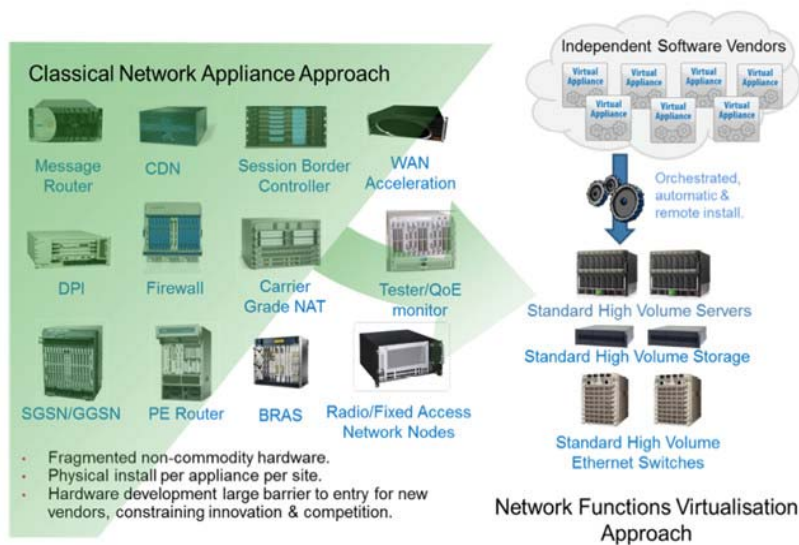 Classical Network Appliance Approach
Message
Router
CDN
Session Border
Controller
WAN
Acceleration
DPI
Firewall
Carrier
Grade NAT
Tester/QoE
monitor
SGSN/GGSN
PE Router
BRAS
Radio/Fixed Access
Network Nodes
• Fragmented non-commodity hardware.
• Physical install per appliance per site.
• Hardware development large barrier to entry for new
vendors, constraining innovation & competition.
Independent Software Vendors
Virtual
Appliance
Virtual
Appliance
Virtual
Appliance
Virtual
Appliance
Virtual
Appliance
Virtual
Appliance
Virtual
Appliance
Orchestrated,
automatic &
remote install.
Standard High Volume Servers
Standard High Volume Storage
Standard High Volume
Ethernet Switches
Network Functions Virtualisation
Approach